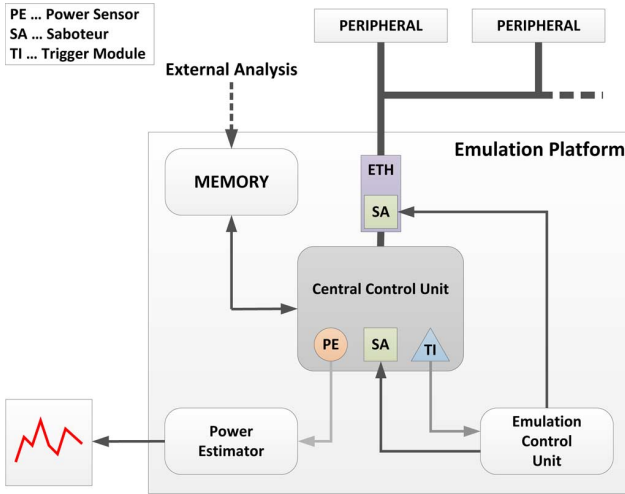 PE ... Power Sensor
SA ... Saboteur
TI ... Trigger Module
PERIPHERAL
PERIPHERAL
External Analysis
Emulation Platform
MEMORY
ETH
SA
Central Control Unit
PE
SA
TI
Power
Estimator
Emulation
Control
Unit